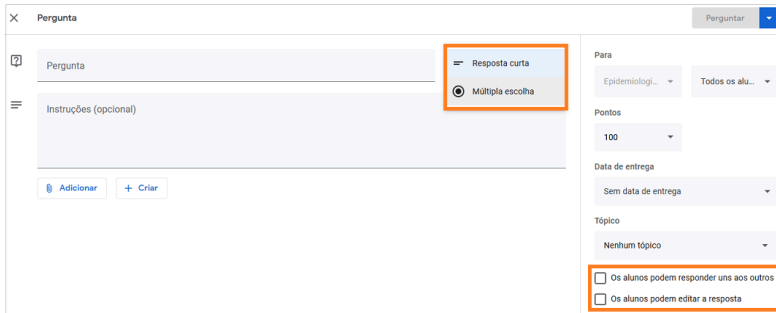 Pergunta
Perguntar
Pergunta
Resposta curta
Múltipla escolha
Instruções (opcional)
Adicionar
Criar
Para
Epidemiologi...
Todos os alu...
Pontos
100
Data de entrega
Sem data de entrega
Tópico
Nenhum tópico
Os alunos podem responder uns aos outros
Os alunos podem editar a resposta